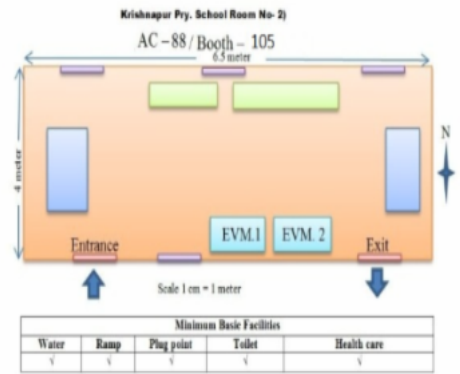 Krishnapur Pry. School Room No- 2)
AC – 88 / Booth – 105
6.5 meter
4 meter
N
EVM.1 EVM. 2
Entrance Exit
Scale 1 cm = 1 meter
Minimum Basic Facilities
Water Ramp Plug point Toilet Health care
√ √ √ √ √